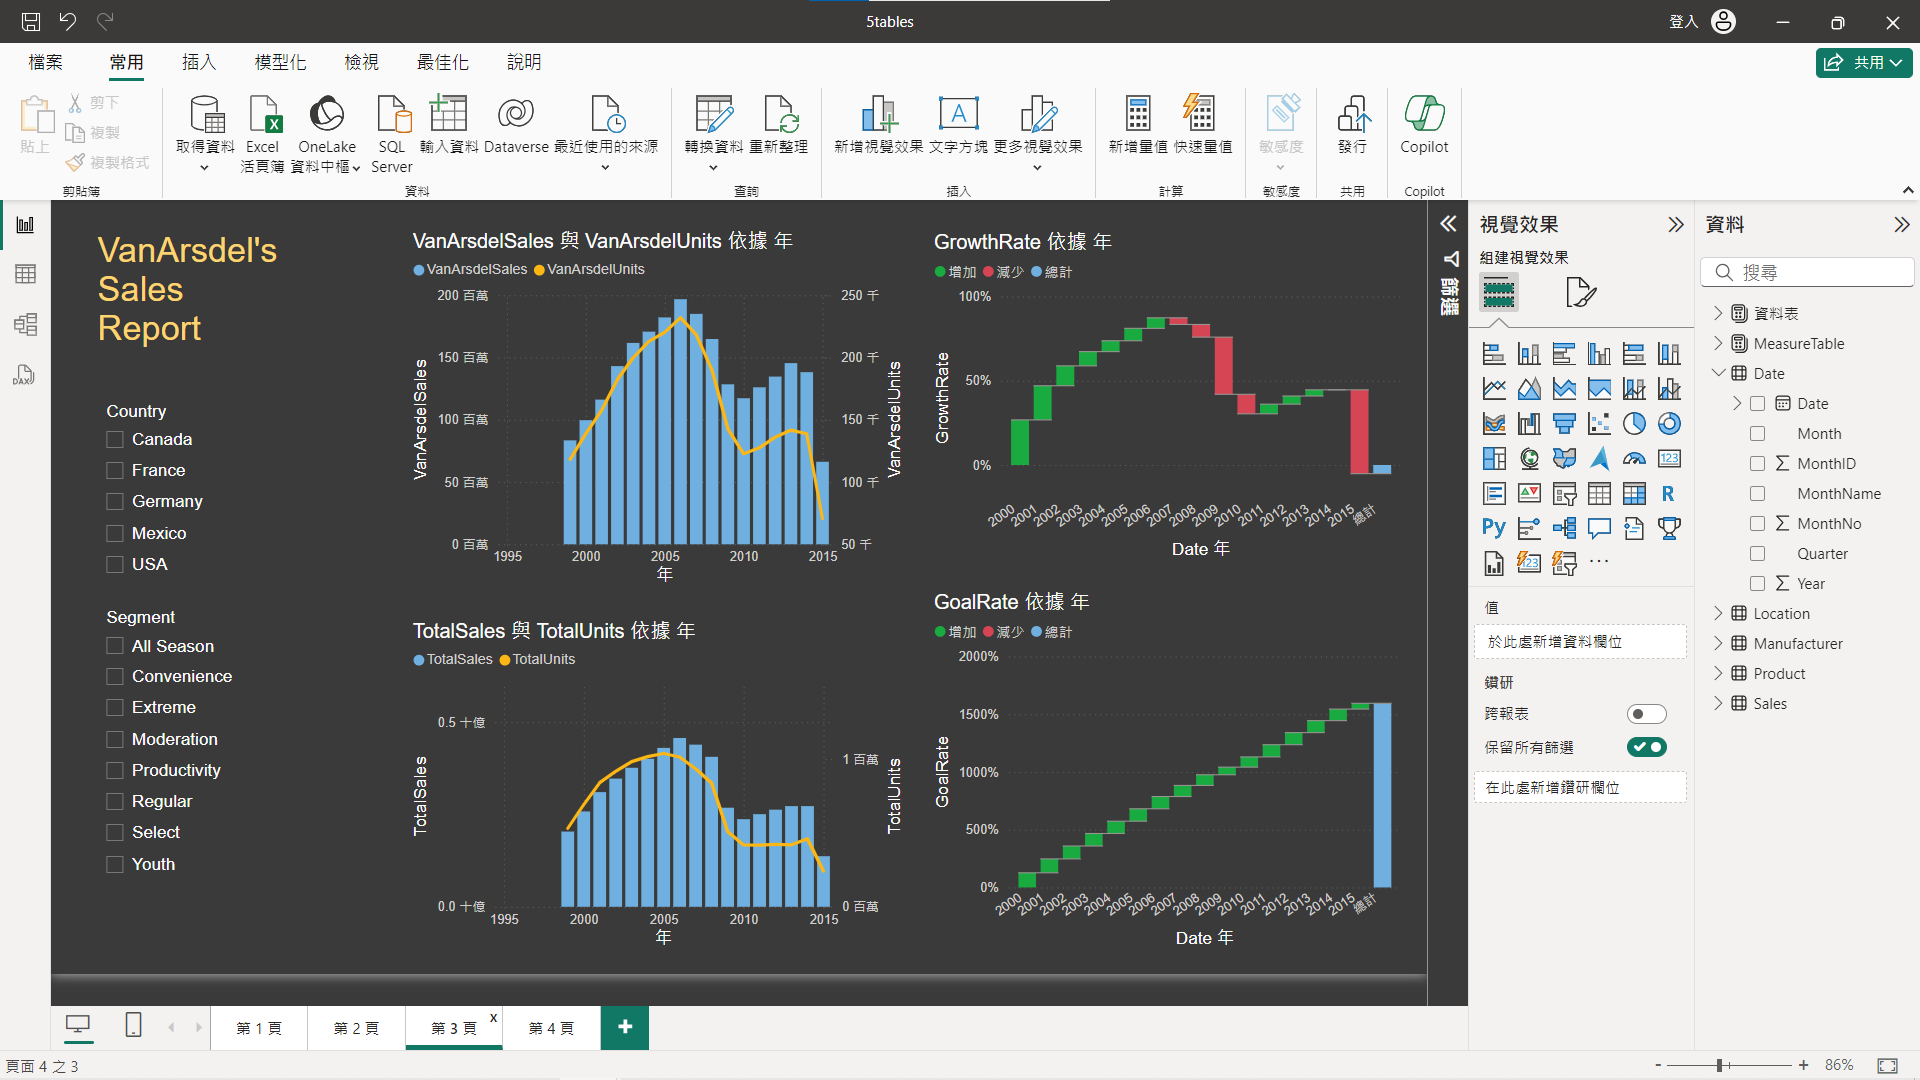 5tables
登入
檔案 常用 插入 模型化 檢視 最佳化 說明
共用
貼上
剪下
複製
複製格式
剪貼簿
取得資料
Excel
活頁簿
OneLake
資料中樞
SQL
Server
輸入資料
Dataverse
最近使用的來源
資料
轉換資料
重新整理
查詢
新增視覺效果
文字方塊
更多視覺效果
插入
新增量值
快速量值
計算
敏感度
敏感度
發行
共用
Copilot
Copilot
DAX
VanArsdel's
Sales
Report
Country
Canada
France
Germany
Mexico
USA
Segment
All Season
Convenience
Extreme
Moderation
Productivity
Regular
Select
Youth
VanArsdelSales 與 VanArsdelUnits 依據 年
VanArsdelSales VanArsdelUnits
200 百萬
150 百萬
100 百萬
50 百萬
0 百萬
VanArsdelSales
250 千
200 千
150 千
100 千
50 千
VanArsdelUnits
1995 2000 2005 2010 2015
年
GrowthRate 依據 年
增加 減少 總計
100%
50%
0%
GrowthRate
2000 2001 2002 2003 2004 2005 2006 2007 2008 2009 2010 2011 2012 2013 2014 2015 總計
Date 年
TotalSales 與 TotalUnits 依據 年
TotalSales TotalUnits
0.5 十億
0.0 十億
TotalSales
1 百萬
0 百萬
TotalUnits
1995 2000 2005 2010 2015
年
GoalRate 依據 年
增加 減少 總計
2000%
1500%
1000%
500%
0%
GoalRate
2000 2001 2002 2003 2004 2005 2006 2007 2008 2009 2010 2011 2012 2013 2014 2015 總計
Date 年
篩選
視覺效果
組建視覺效果
123
R
Py
123
...
值
於此處新增資料欄位
鑽研
跨報表
保留所有篩選
在此處新增鑽研欄位
資料
搜尋
資料表
MeasureTable
Date
Date
Month
MonthID
MonthName
MonthNo
Quarter
Year
Location
Manufacturer
Product
Sales
第 1 頁
第 2 頁
第 3 頁
x
第 4 頁
+
頁面 4 之 3
- + 86%